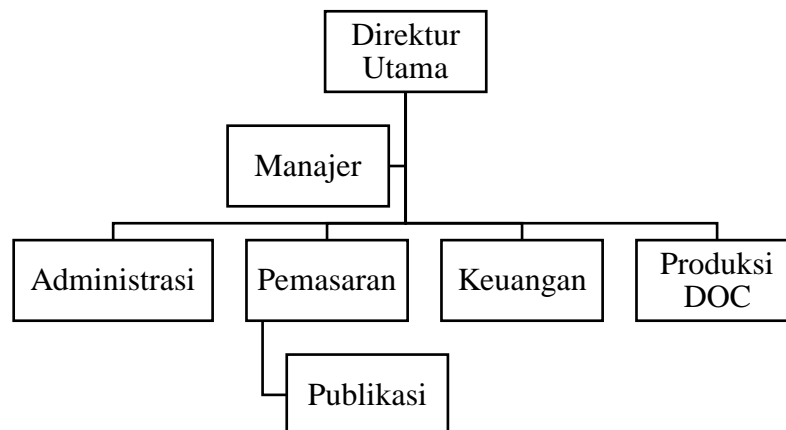 Direktur
Utama
Manajer
Administrasi
Pemasaran
Keuangan
Produksi
DOC
Publikasi